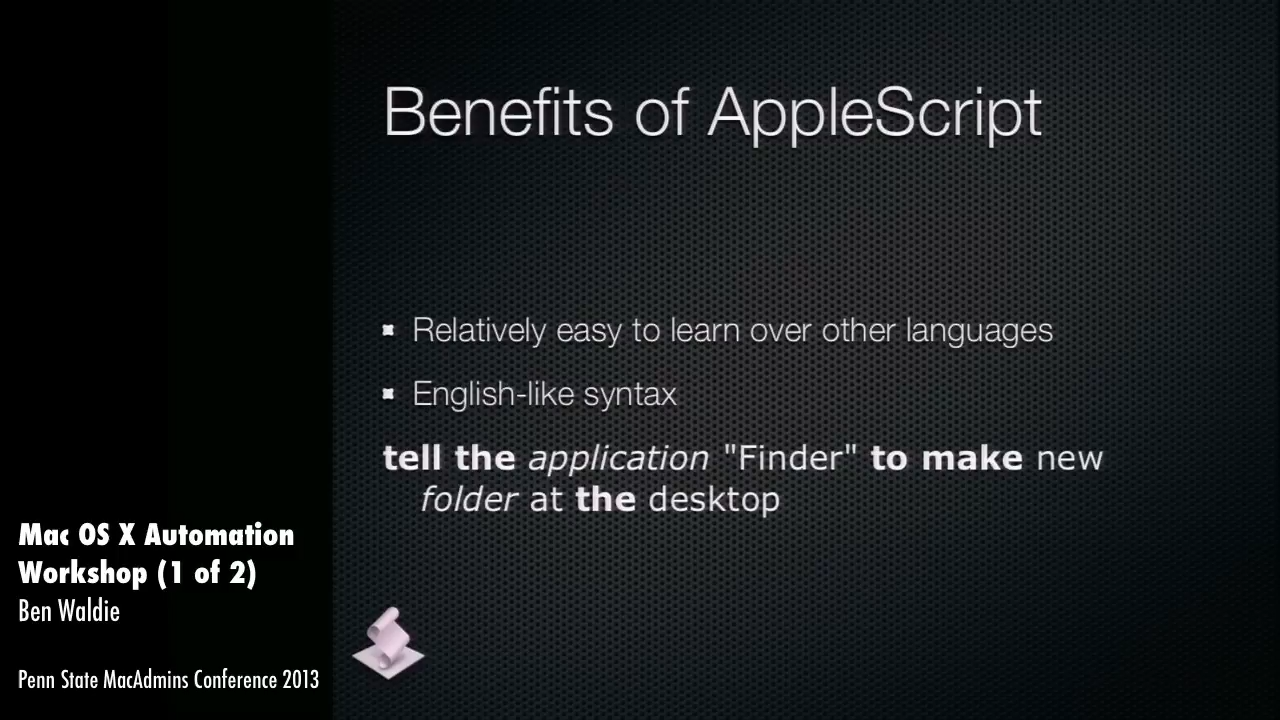 Benefits of AppleScript
Relatively easy to learn over other languages
English-like syntax
tell the application "Finder" to make new
folder at the desktop
Mac OS X Automation
Workshop (1 of 2)
Ben Waldie
Penn State MacAdmins Conference 2013